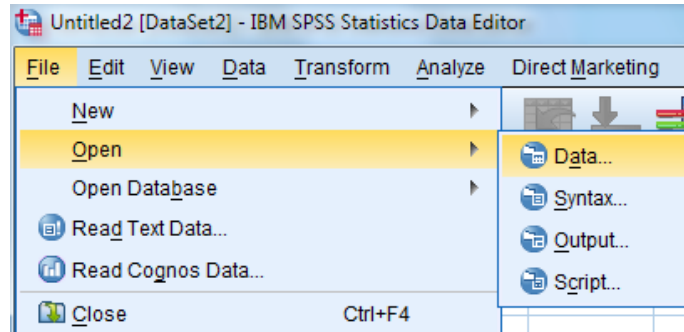 Untitled2 [DataSet2] - IBM SPSS Statistics Data Editor
File Edit View Data Transform Analyze Direct Marketing
New
Open
Data...
Open Database
Syntax...
Read Text Data...
Output...
Read Cognos Data...
Script...
Close Ctrl+F4